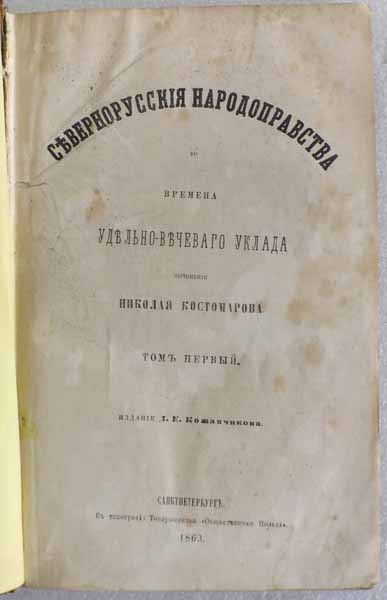 СѢВЕРНОРУССКІЯ НАРОДОПРАВСТВА
ВО
ВРЕМЕНА
УДѢЛЬНО-ВѢЧЕВАГО УКЛАДА
СОЧИНЕНІЕ
НИКОЛАЯ КОСТОМАРОВА.
ТОМЪ ПЕРВЫЙ.
ИЗДАНІЕ Д. Е. Кожанчикова.
САНКТПЕТЕРБУРГЪ.
Въ типографіи Товарищества «Общественная Польза».
1863.